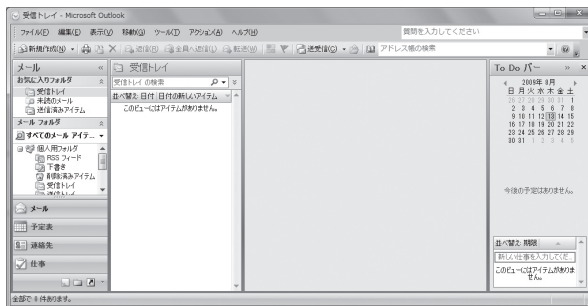 受信トレイ - Microsoft Outlook
ファイル(F) 編集(E) 表示(V) 移動(G) ツール(T) アクション(A) ヘルプ(H)
質問を入力してください
新規作成(N) 返信(R) 全員へ返信(L) 転送(W) 送受信(C) アドレス帳の検索
メール
お気に入りフォルダ
受信トレイ
未読のメール
送信済みアイテム
メール フォルダ
すべてのメール アイテ...
個人用フォルダ
RSS フィード
下書き
削除済みアイテム
受信トレイ
送信トレイ
メール
予定表
連絡先
仕事
受信トレイ
受信トレイ の検索
並べ替え: 日付 日付の新しいアイテム
このビューにはアイテムがありません。
To Do バー
2009年 8月
日 月 火 水 木 金 土
26 27 28 29 30 31 1
2 3 4 5 6 7 8
9 10 11 12 13 14 15
16 17 18 19 20 21 22
23 24 25 26 27 28 29
30 31 1 2 3 4 5
今後の予定はありません。
並べ替え: 期限
新しい仕事を入力してくだ...
このビューにはアイテムがありません。
全部で 0 件あります。